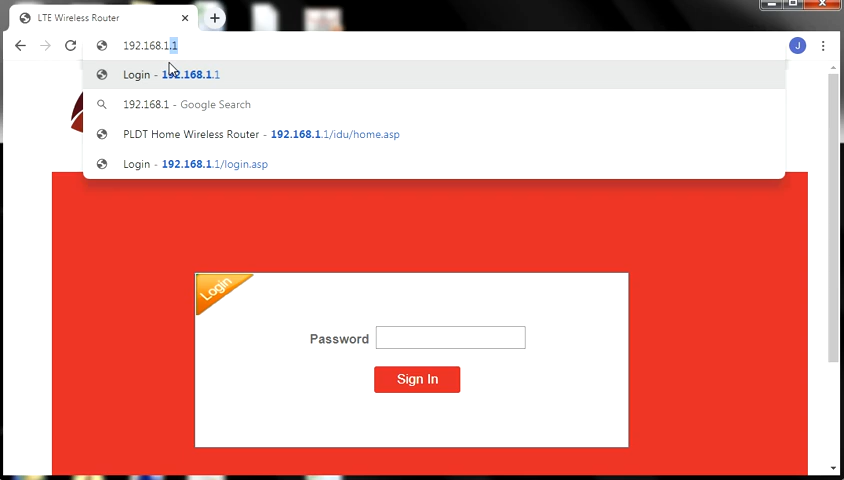 LTE Wireless Router
192.168.1.1
J
Login - 192.168.1.1
192.168.1 - Google Search
PLDT Home Wireless Router - 192.168.1.1/idu/home.asp
Login - 192.168.1.1/login.asp
Login
Password
Sign In